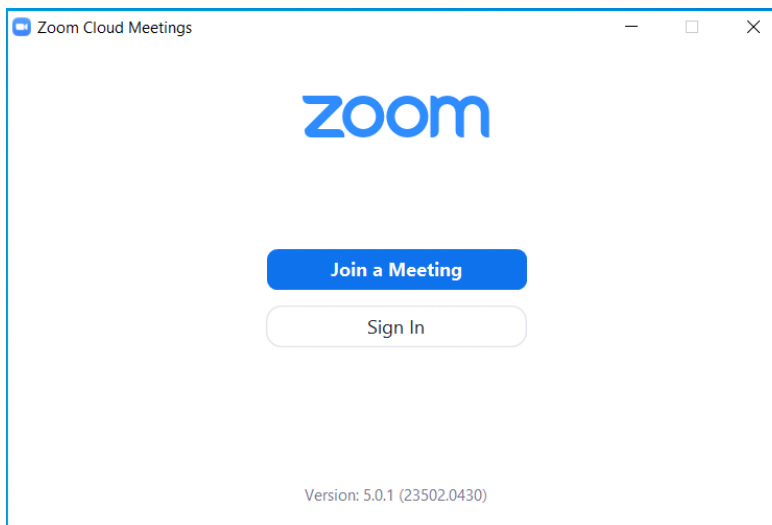 Zoom Cloud Meetings
zoom
Join a Meeting
Sign In
Version: 5.0.1 (23502.0430)